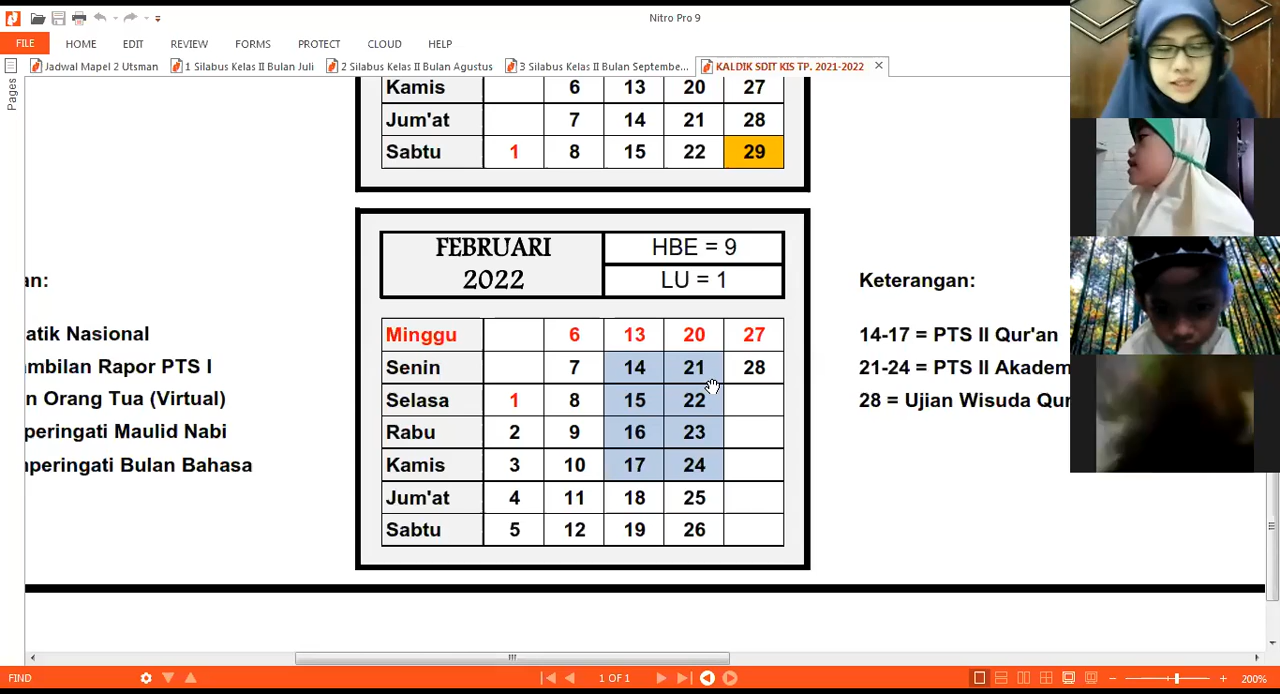 Nitro Pro 9
FILE HOME EDIT REVIEW FORMS PROTECT CLOUD HELP
Jadwal Mapel 2 Utsman 1 Silabus Kelas II Bulan Juli 2 Silabus Kelas II Bulan Agustus 3 Silabus Kelas II Bulan Septembe... KALDIK SDIT KIS TP. 2021-2022
Pages
Kamis 6 13 20 27
Jum'at 7 14 21 28
Sabtu 1 8 15 22 29
FEBRUARI
2022
HBE = 9
LU = 1
Minggu 6 13 20 27
Senin 7 14 21 28
Selasa 1 8 15 22
Rabu 2 9 16 23
Kamis 3 10 17 24
Jum'at 4 11 18 25
Sabtu 5 12 19 26
an:
atik Nasional
ambilan Rapor PTS I
n Orang Tua (Virtual)
peringati Maulid Nabi
nperingati Bulan Bahasa
Keterangan:
14-17 = PTS II Qur'an
21-24 = PTS II Akadem
28 = Ujian Wisuda Qur
FIND 1 OF 1 200%